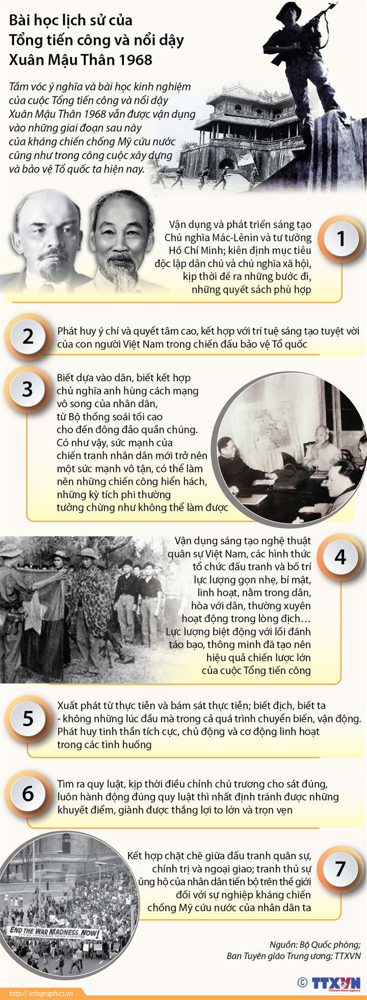 Bài học lịch sử của
Tổng tiến công và nổi dậy
Xuân Mậu Thân 1968
Tầm vóc ý nghĩa và bài học kinh nghiệm
của cuộc Tổng tiến công và nổi dậy
Xuân Mậu Thân 1968 vẫn được vận dụng
vào những giai đoạn sau này
của kháng chiến chống Mỹ cứu nước
cũng như trong công cuộc xây dựng
và bảo vệ Tổ quốc ta hiện nay.
1
Vận dụng và phát triển sáng tạo
Chủ nghĩa Mác-Lênin và tư tưởng
Hồ Chí Minh; kiên định mục tiêu
độc lập dân chủ và chủ nghĩa xã hội,
kịp thời đề ra những bước đi,
những quyết sách phù hợp
2
Phát huy ý chí và quyết tâm cao, kết hợp với trí tuệ sáng tạo tuyệt vời
của con người Việt Nam trong chiến đấu bảo vệ Tổ quốc
3
Biết dựa vào dân, biết kết hợp
chủ nghĩa anh hùng cách mạng
vô song của nhân dân,
từ Bộ thống soái tối cao
cho đến đông đảo quần chúng.
Có như vậy, sức mạnh của
chiến tranh nhân dân mới trở nên
một sức mạnh vô tận, có thể làm
nên những chiến công hiển hách,
những kỳ tích phi thường
tưởng chừng như không thể làm được
4
Vận dụng sáng tạo nghệ thuật
quân sự Việt Nam, các hình thức
tổ chức đấu tranh và bố trí
lực lượng gọn nhẹ, bí mật,
linh hoạt, nằm trong dân,
hòa với dân, thường xuyên
hoạt động trong lòng địch...
Lực lượng biệt động với lối đánh
táo bạo, thông minh đã tạo nên
hiệu quả chiến lược lớn
của cuộc Tổng tiến công
5
Xuất phát từ thực tiễn và bám sát thực tiễn; biết địch, biết ta
- không những lúc đầu mà trong cả quá trình chuyển biến, vận động.
Phát huy tinh thần tích cực, chủ động và cơ động linh hoạt
trong các tình huống
6
Tìm ra quy luật, kịp thời điều chỉnh chủ trương cho sát đúng,
luôn hành động đúng quy luật thì nhất định tránh được những
khuyết điểm, giành được thắng lợi to lớn và trọn vẹn
7
Kết hợp chặt chẽ giữa đấu tranh quân sự,
chính trị và ngoại giao; tranh thủ sự
ủng hộ của nhân dân tiến bộ trên thế giới
đối với sự nghiệp kháng chiến
chống Mỹ cứu nước của nhân dân ta
END THE WAR MADNESS..NOW!
FIFTH AVE. VIETNAM PEACE PARADE COMMITTEE
Nguồn: Bộ Quốc phòng;
Ban Tuyên giáo Trung ương; TTXVN
© TTXVN
Vietnam News Agency
http:// infographics.vn